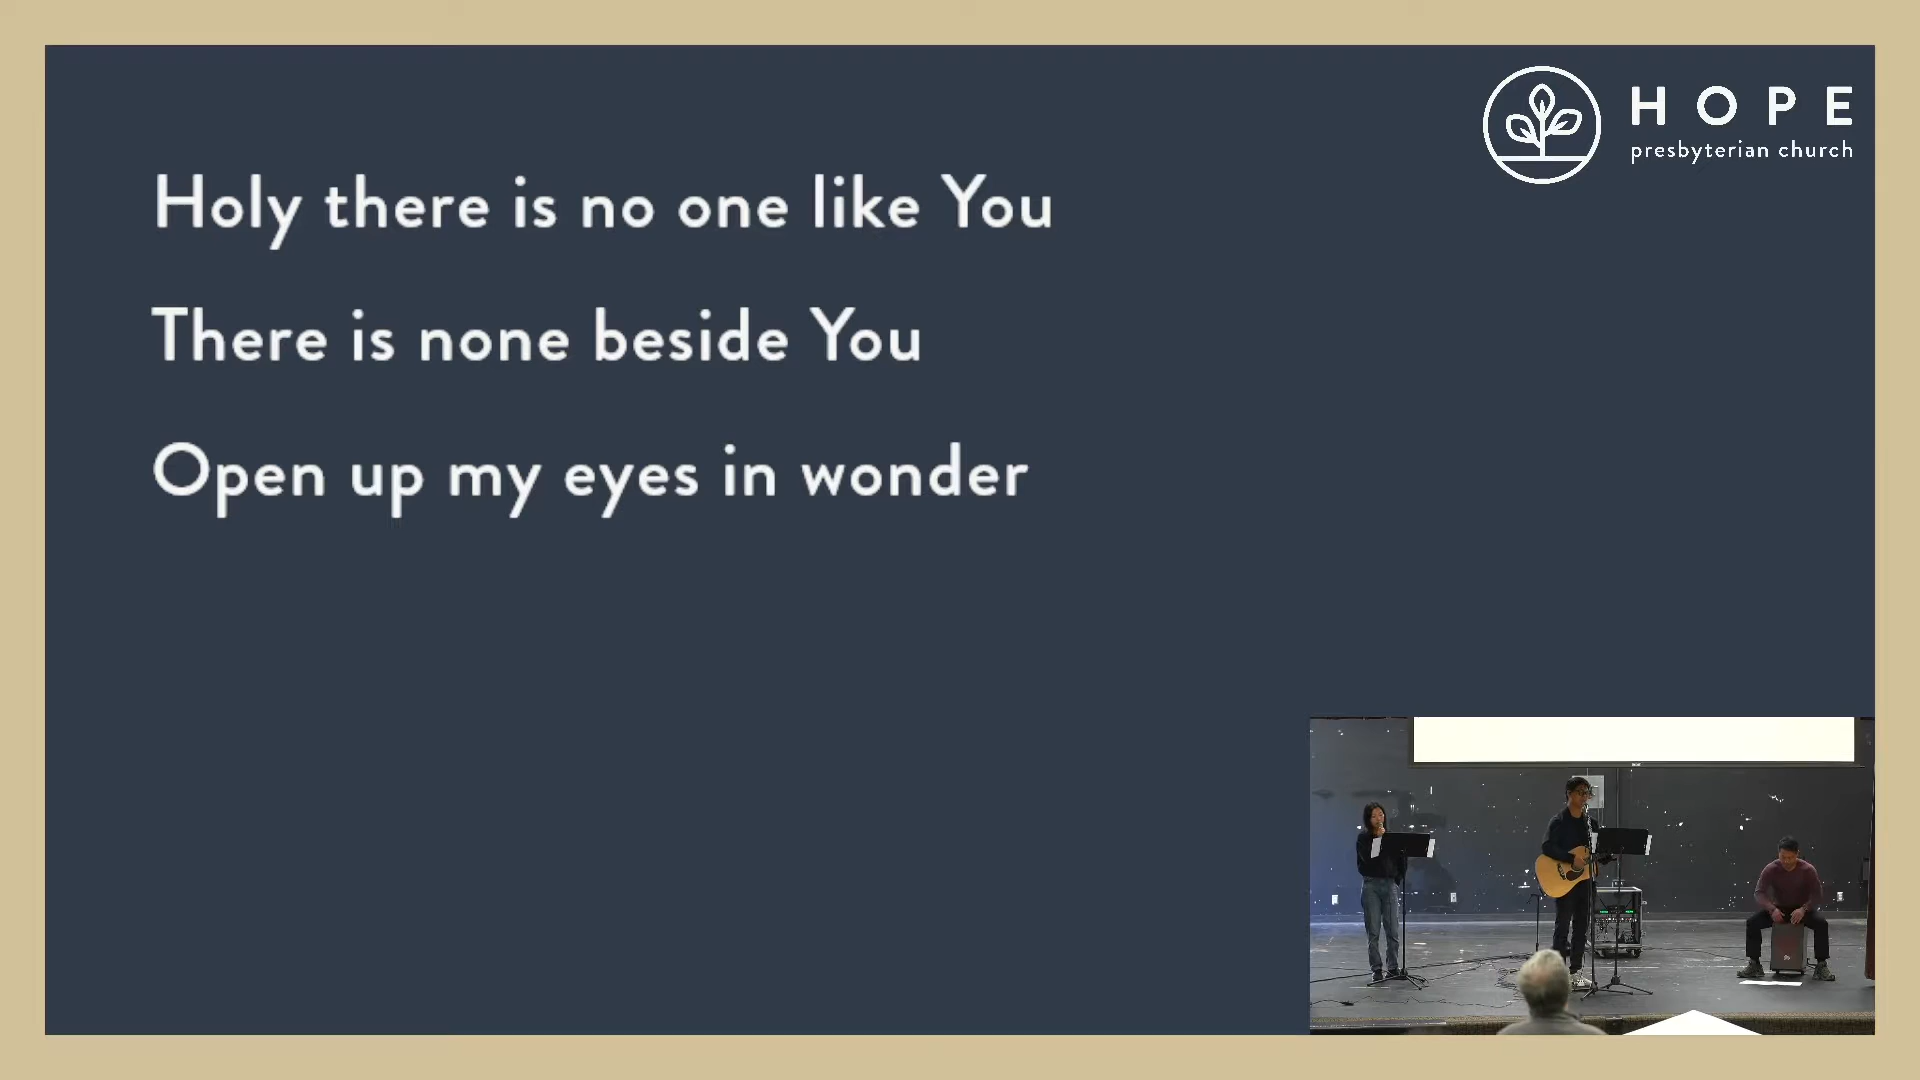 HOPE
presbyterian church
Holy there is no one like You
There is none beside You
Open up my eyes in wonder